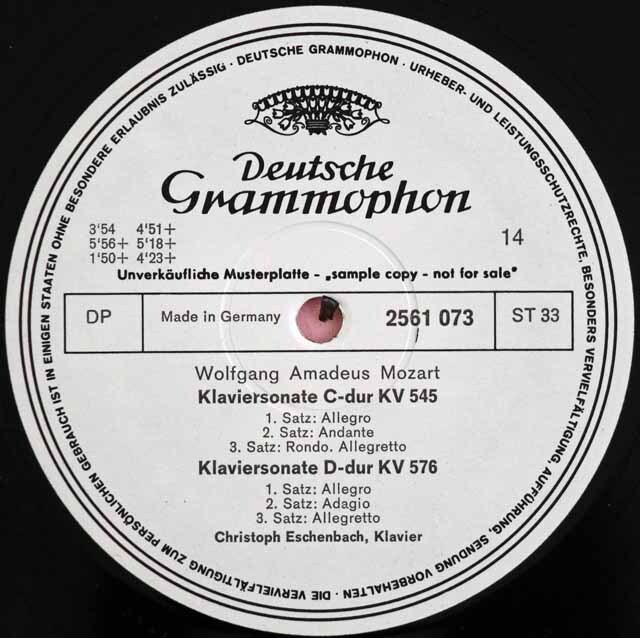 DEUTSCHE GRAMMOPHON · URHEBER- UND LEISTUNGSSCHUTZRECHTE, BESONDERS VERVIELFÄLTIGUNG, AUFFÜHRUNG, SENDUNG VORBEHALTEN · DIE VERVIELFÄLTIGUNG ZUM PERSÖNLICHEN GEBRAUCH IST IN EINIGEN STAATEN OHNE BESONDERE ERLAUBNIS ZULÄSSIG ·
Deutsche
Grammophon
3'54 4'51+
5'56+ 5'18+
1'50+ 4'23+
14
Unverkäufliche Musterplatte - „sample copy - not for sale"
DP Made in Germany 2561 073 ST 33
Wolfgang Amadeus Mozart
Klaviersonate C-dur KV 545
1. Satz: Allegro
2. Satz: Andante
3. Satz: Rondo. Allegretto
Klaviersonate D-dur KV 576
1. Satz: Allegro
2. Satz: Adagio
3. Satz: Allegretto
Christoph Eschenbach, Klavier